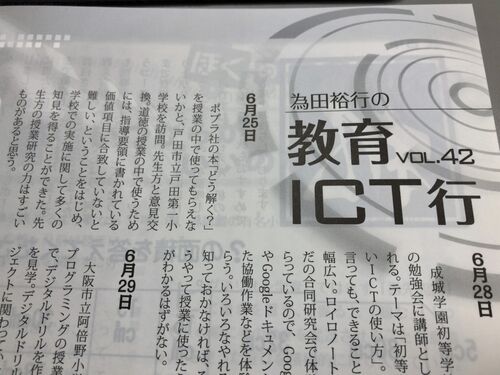 為田裕行の
教育 VOL.42
ICT行
6月25日
ポプラ社の本『どう解く?』
を授業の中で使ってもらえな
いかと、戸田市立戸田第一小
学校を訪問。先生方と意見交
換。道徳の授業の中で使うため
には、指導要領に書かれている
価値項目に合致していないと
難しい、ということをはじめ、
学校での実施に関して多くの
知見を得ることができた。先
生方の授業研究の力はすごい
ものがあると思う。
6月28日
成城学園初等学
の勉強会に講師とし
れる。テーマは「初等
いICTの使い方」。
言っても、できること
幅広い。ロイロノート
だの合同研究会で体
らっているので、Goog
やGoogleドキュメン
た協働作業などを体
らう。いろいろなやれ
知っておかなければ、そ
うやって授業に使った
がわかるはずがない。
6月29日
大阪市立阿倍野小
プログラミングの授業
で、デジタルドリルを作
を見学。デジタルドリル
ジェクトに関わって